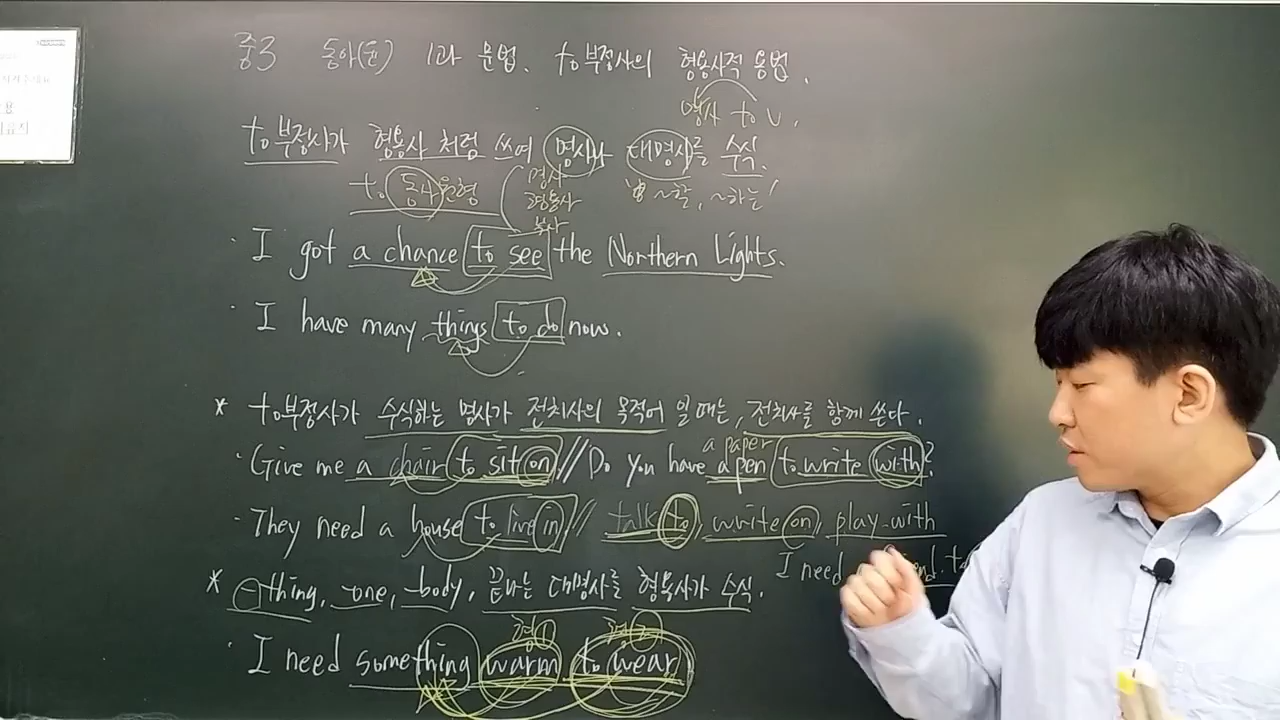 중3 동아(윤) 1과 문법. to부정사의 형용사적 용법.
명사 to V.
to부정사가 형용사 처럼 쓰여 명사나 대명사를 수식.
to 동사원형 명사 형용사 부사 ~할, ~하는!
· I got a chance to see the Northern Lights.
· I have many things to do now.
* to부정사가 수식하는 명사가 전치사의 목적어 일 때는, 전치사를 함께 쓴다.
a paper
· Give me a chair to sit on // Do you have a pen to write with?
· They need a house to live in // talk to, write on, play with
I need
* -thing, -one, -body, 끝나는 대명사를 형용사가 수식.
형① 형②
· I need something warm to wear.